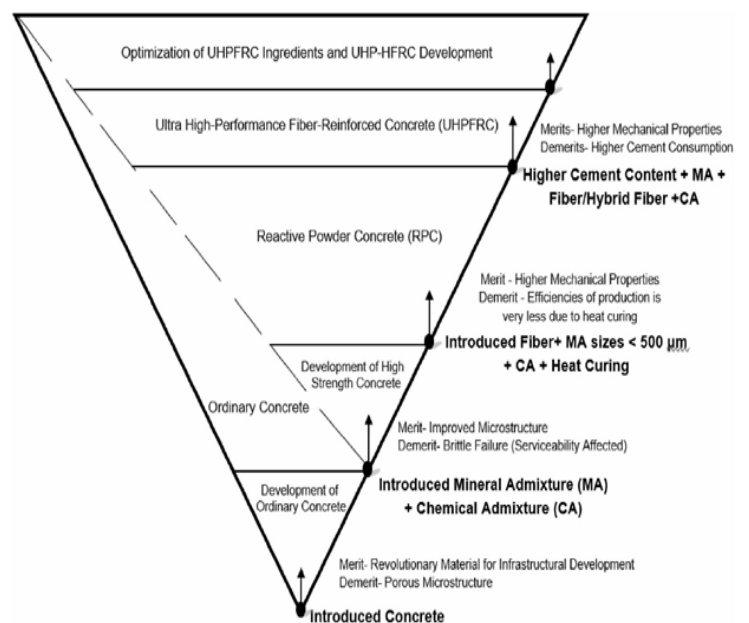 Optimization of UHPFRC Ingredients and UHP-HFRC Development
Ultra High-Performance Fiber-Reinforced Concrete (UHPFRC)
Merits- Higher Mechanical Properties
Demerits- Higher Cement Consumption
Higher Cement Content + MA +
Fiber/Hybrid Fiber +CA
Reactive Powder Concrete (RPC)
Merit - Higher Mechanical Properties
Demerit - Efficiencies of production is
very less due to heat curing
Introduced Fiber+ MA sizes < 500 µm
+ CA + Heat Curing
Development of High
Strength Concrete
Ordinary Concrete
Merit- Improved Microstructure
Demerit- Brittle Failure (Serviceability Affected)
Introduced Mineral Admixture (MA)
+ Chemical Admixture (CA)
Development of
Ordinary Concrete
Merit- Revolutionary Material for Infrastructural Development
Demerit- Porous Microstructure
Introduced Concrete